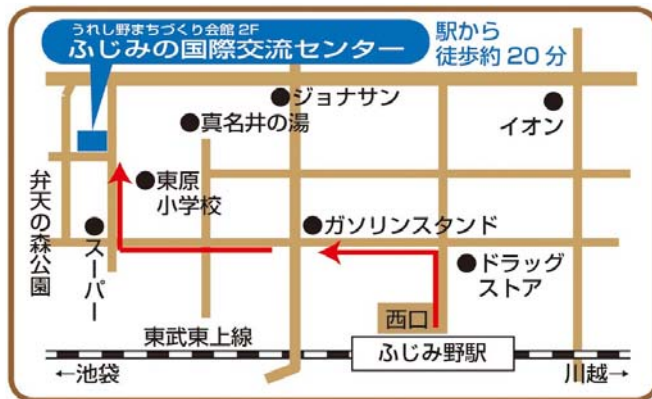 うれし野まちづくり会館 2F
ふじみの国際交流センター
駅から
徒歩約 20 分
●ジョナサン
●真名井の湯
イオン
●東原
小学校
弁天の森公園
スーパー
●ガソリンスタンド
●ドラッグ
ストア
西口
東武東上線
ふじみ野駅
←池袋
川越→